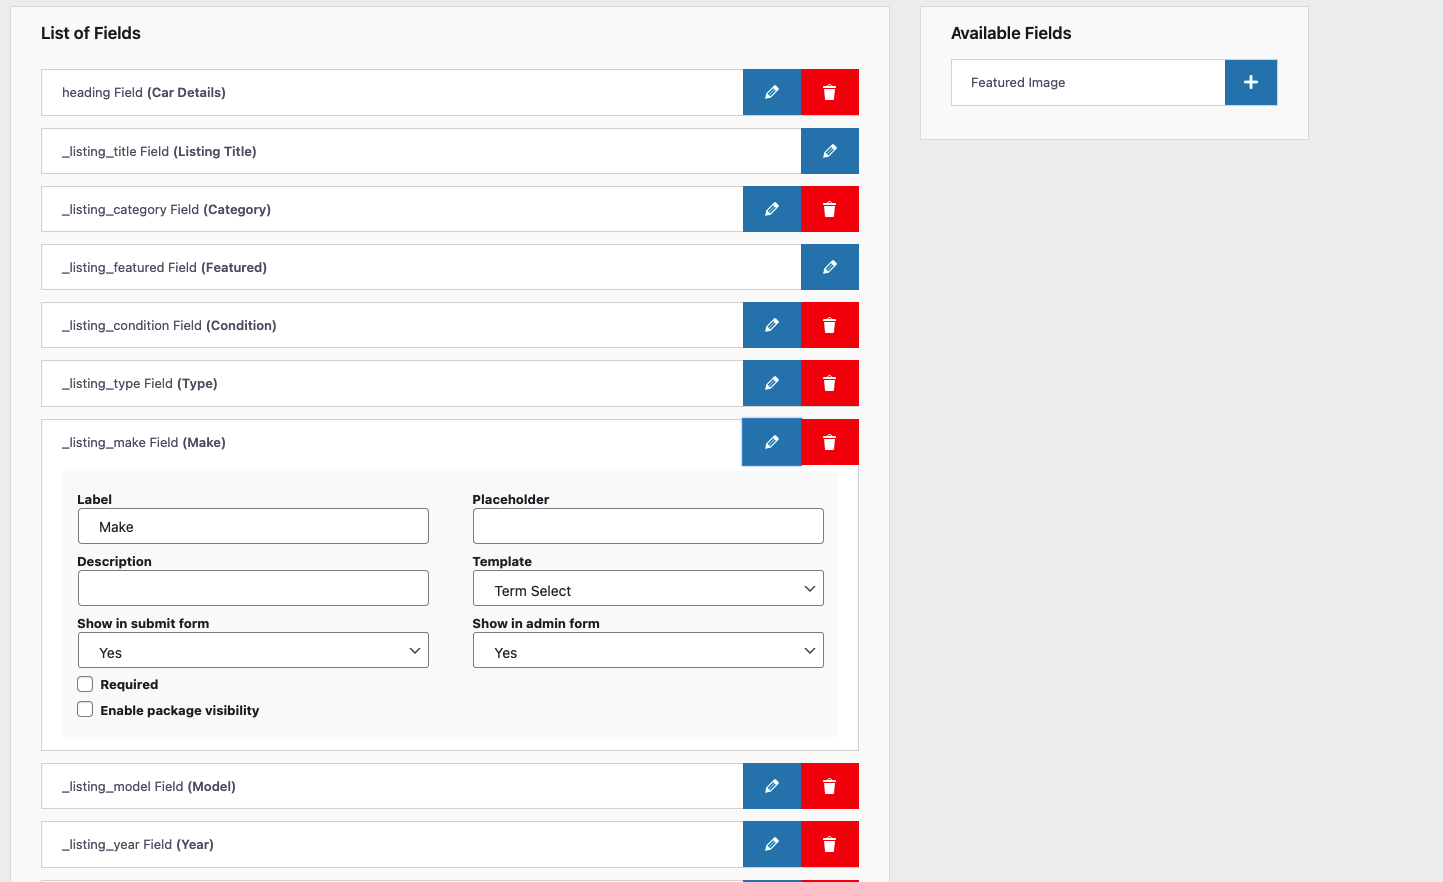 List of Fields
heading Field (Car Details)
_listing_title Field (Listing Title)
_listing_category Field (Category)
_listing_featured Field (Featured)
_listing_condition Field (Condition)
_listing_type Field (Type)
_listing_make Field (Make)
Label
Placeholder
Make
Description
Template
Term Select
Show in submit form
Show in admin form
Yes
Yes
Required
Enable package visibility
_listing_model Field (Model)
_listing_year Field (Year)
Available Fields
Featured Image